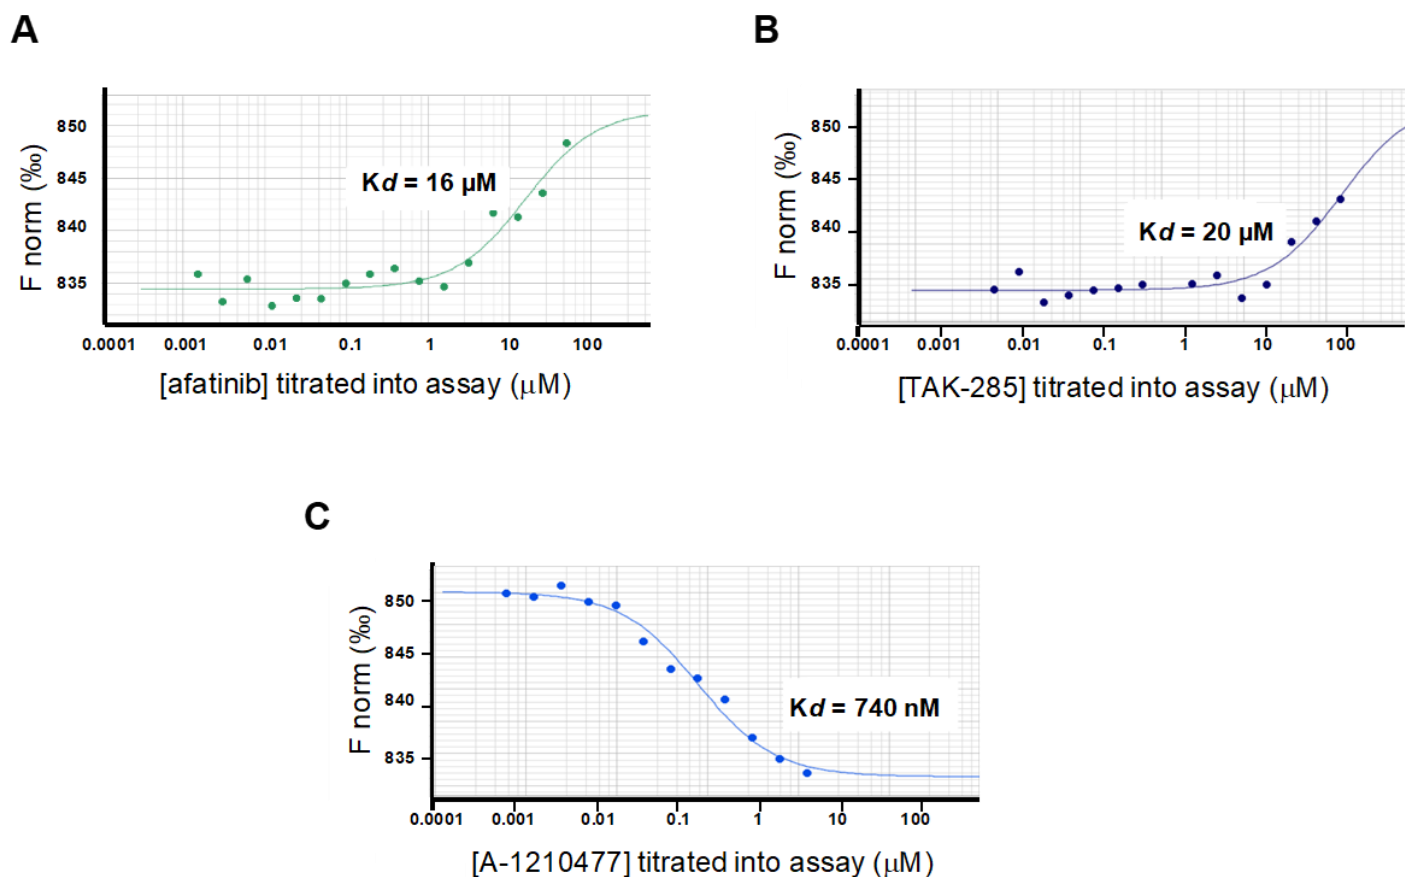 A
850
845
840
835
F norm (‰)
Kd = 16 µM
0.0001 0.001 0.01 0.1 1 10 100
[afatinib] titrated into assay (µM)
B
850
845
840
835
F norm (‰)
Kd = 20 µM
0.0001 0.001 0.01 0.1 1 10 100
[TAK-285] titrated into assay (µM)
C
850
845
840
835
F norm (‰)
Kd = 740 nM
0.0001 0.001 0.01 0.1 1 10 100
[A-1210477] titrated into assay (µM)